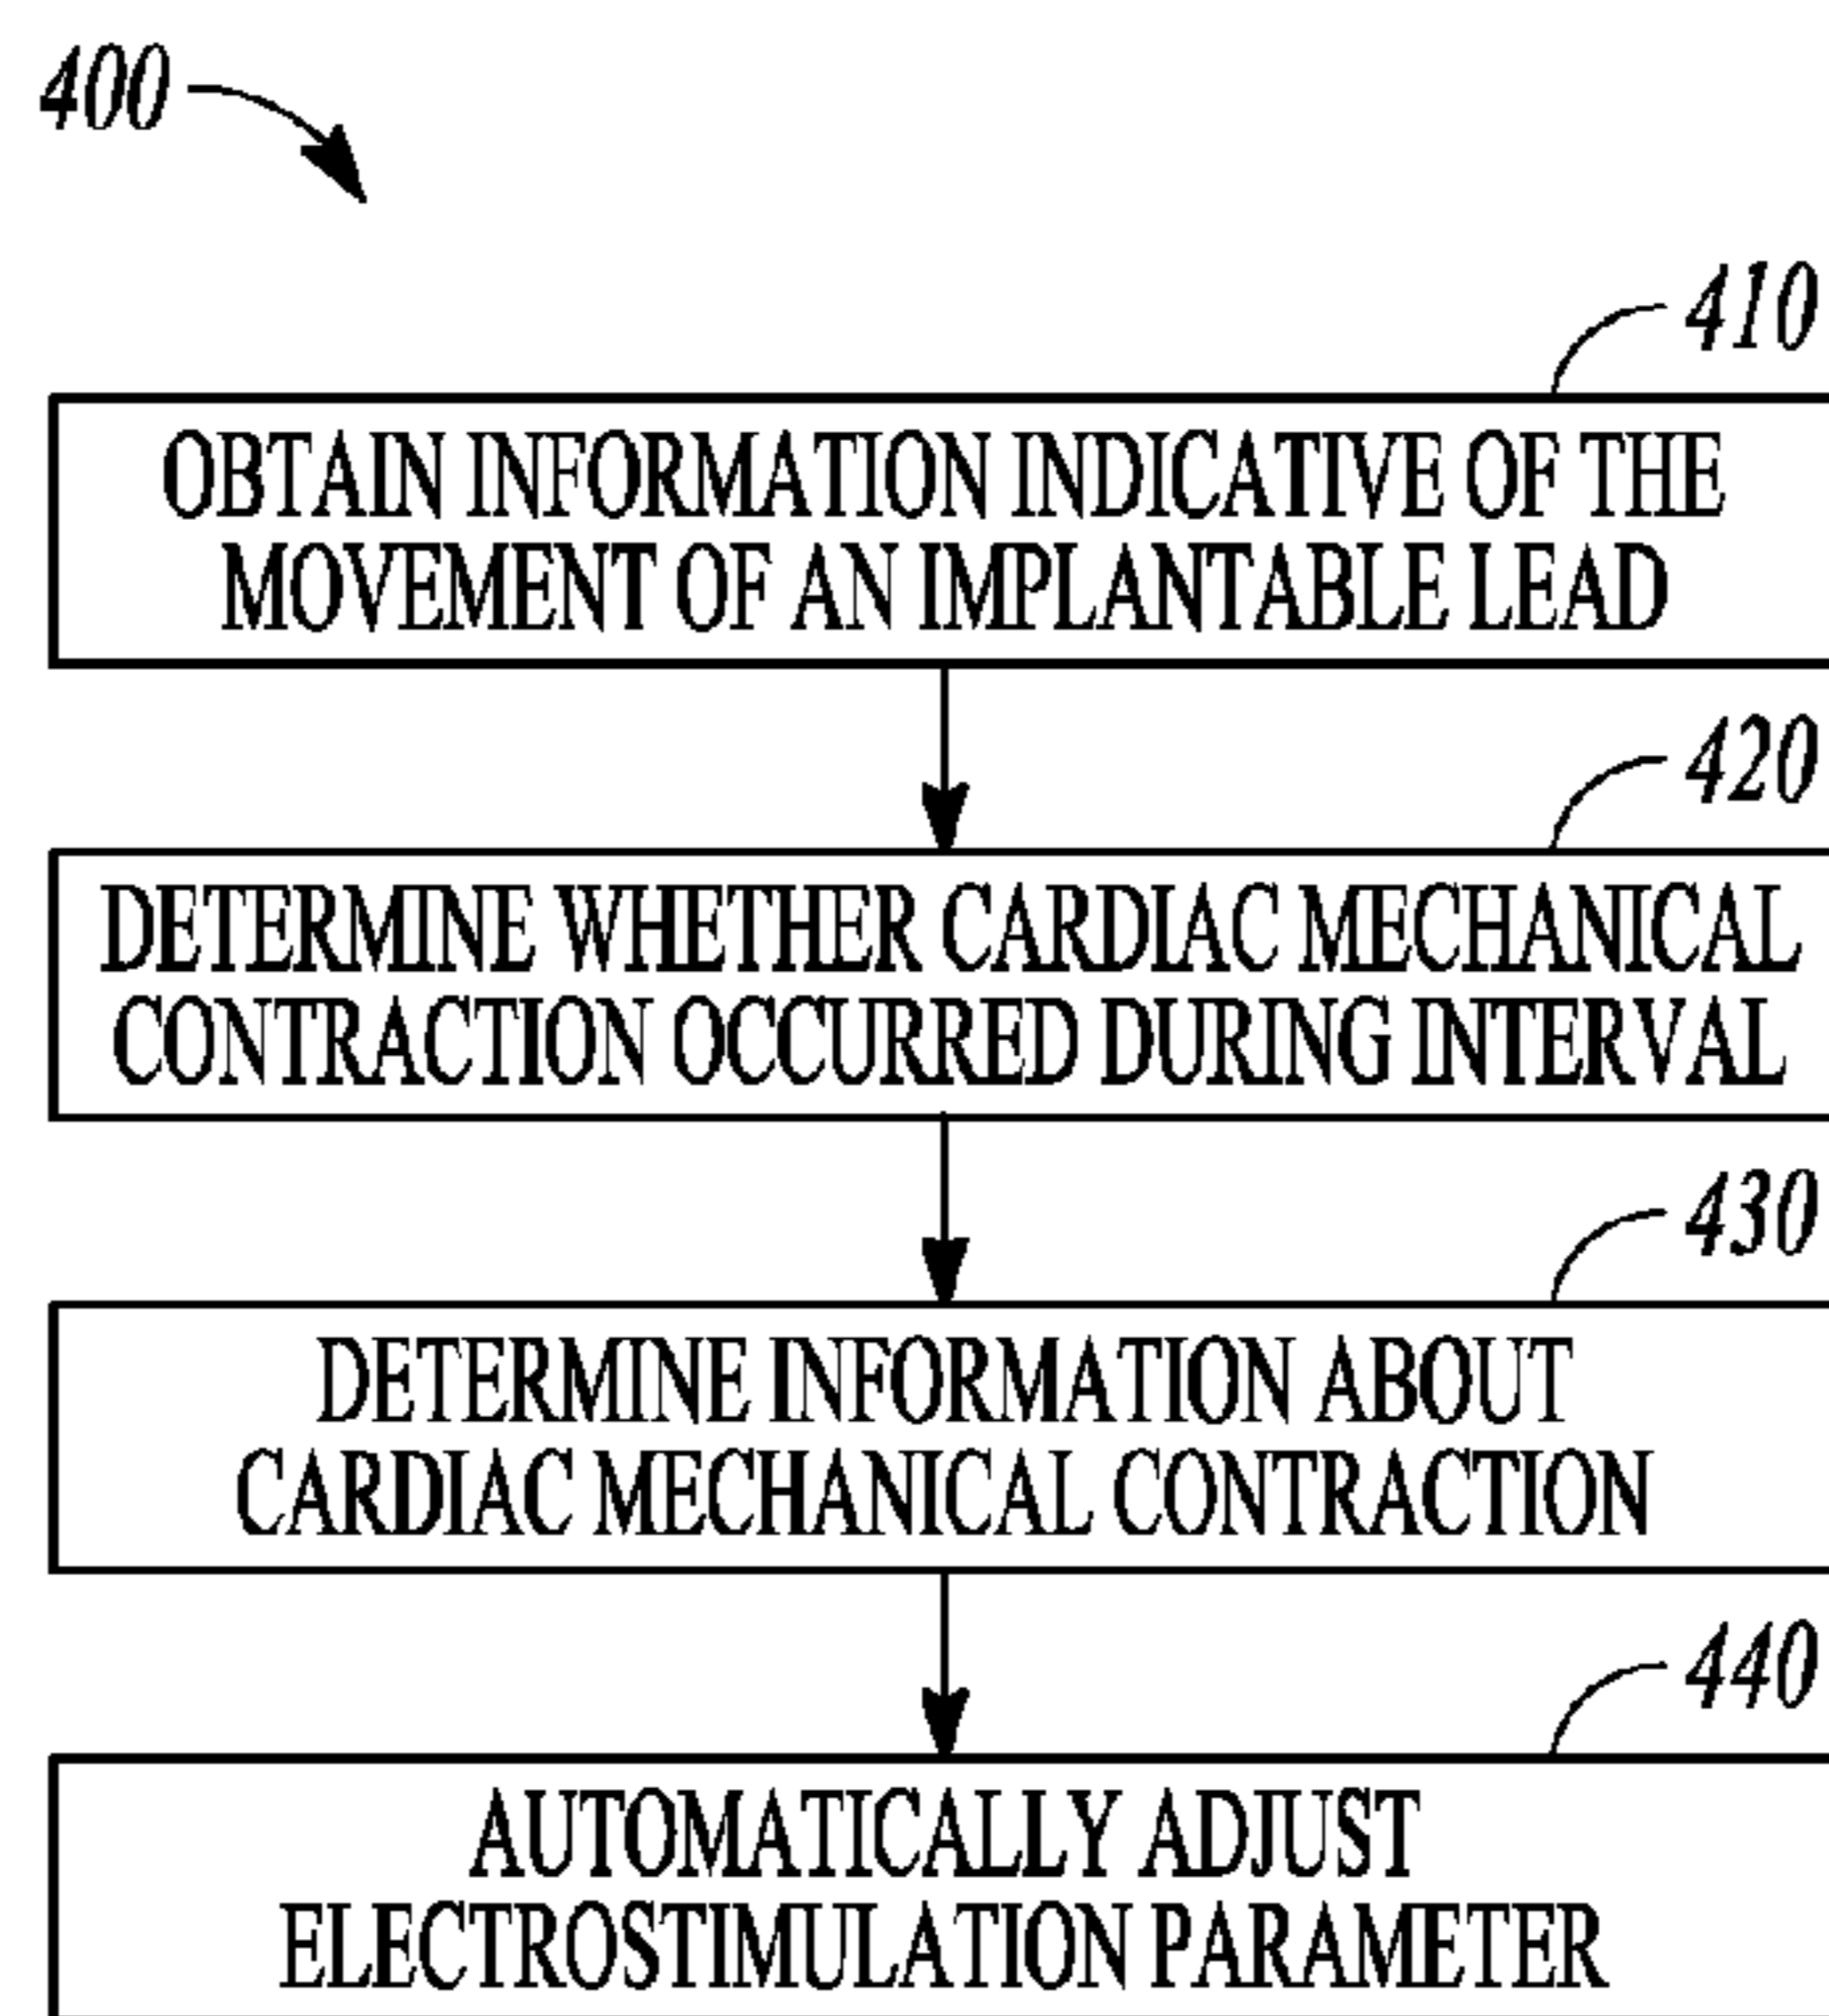 400
410
OBTAIN INFORMATION INDICATIVE OF THE
MOVEMENT OF AN IMPLANTABLE LEAD
420
DETERMINE WHETHER CARDIAC MECHANICAL
CONTRACTION OCCURRED DURING INTERVAL
430
DETERMINE INFORMATION ABOUT
CARDIAC MECHANICAL CONTRACTION
440
AUTOMATICALLY ADJUST
ELECTROSTIMULATION PARAMETER